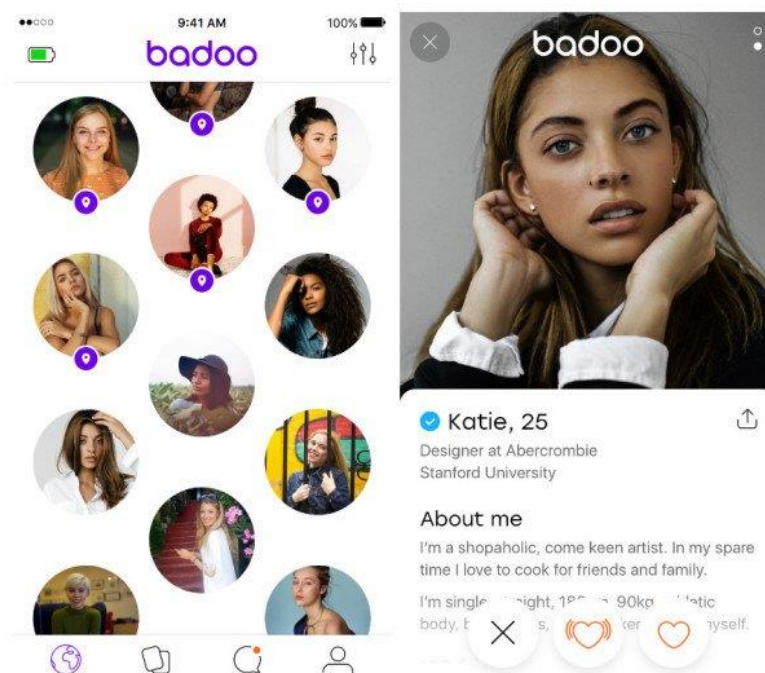 9:41 AM
100%
badoo
badoo
Katie, 25
Designer at Abercrombie
Stanford University
About me
I'm a shopaholic, come keen artist. In my spare
time I love to cook for friends and family.
I'm single 90kg
body,